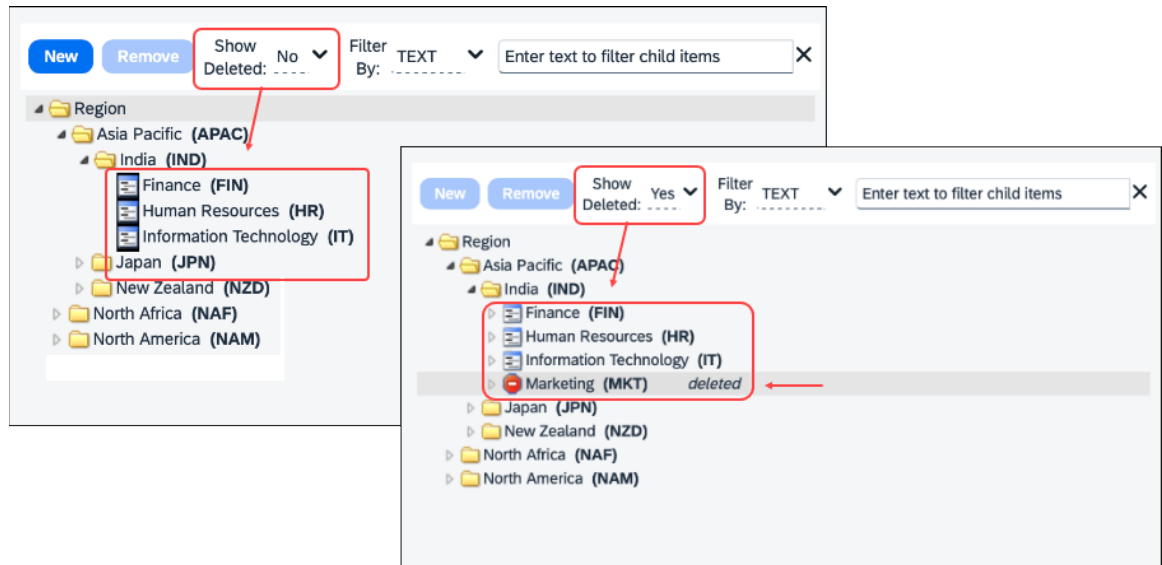 New Remove Show Deleted: No Filter By: TEXT Enter text to filter child items
Region
Asia Pacific (APAC)
India (IND)
Finance (FIN)
Human Resources (HR)
Information Technology (IT)
Japan (JPN)
New Zealand (NZD)
North Africa (NAF)
North America (NAM)
New Remove Show Deleted: Yes Filter By: TEXT Enter text to filter child items
Region
Asia Pacific (APAC)
India (IND)
Finance (FIN)
Human Resources (HR)
Information Technology (IT)
Marketing (MKT) deleted
Japan (JPN)
New Zealand (NZD)
North Africa (NAF)
North America (NAM)